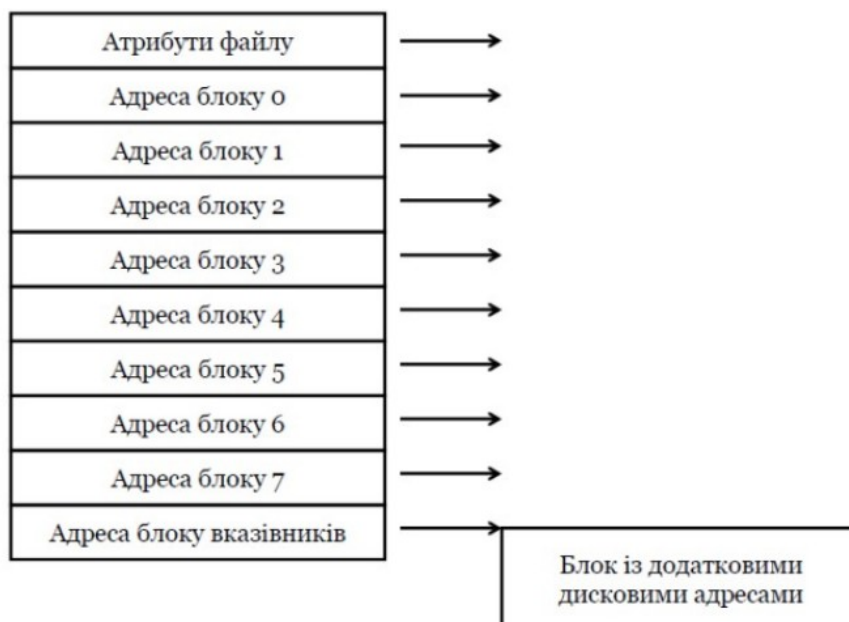 Атрибути файлу
Адреса блоку 0
Адреса блоку 1
Адреса блоку 2
Адреса блоку 3
Адреса блоку 4
Адреса блоку 5
Адреса блоку 6
Адреса блоку 7
Адреса блоку вказівників
Блок із додатковими
дисковими адресами